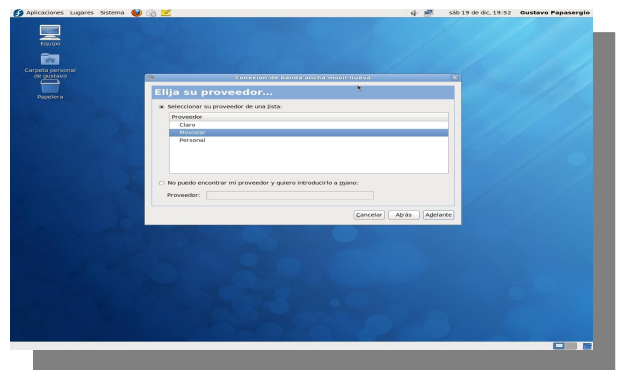 Aplicaciones Lugares Sistema sáb 19 de dic, 19:52 Gustavo Papasergio
Equipo
Carpeta personal
de gustavo
Papelera
Conexión de banda ancha móvil nueva
Elija su proveedor...
Seleccionar su proveedor de una lista:
Proveedor
Claro
Movistar
Personal
No puedo encontrar mi proveedor y quiero introducirlo a mano:
Proveedor:
Cancelar Atrás Adelante